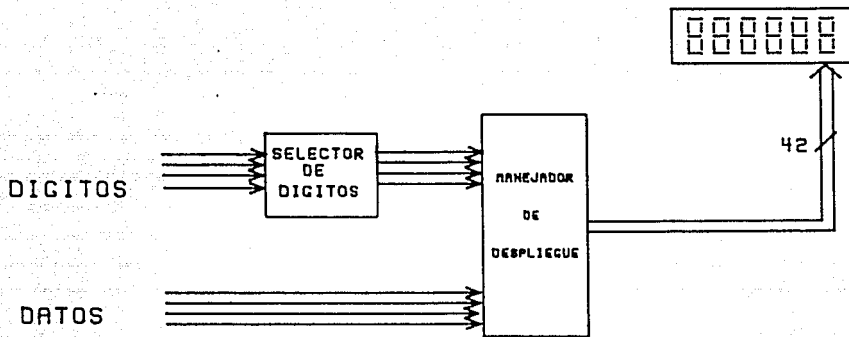 42
SELECTOR
DE
DIGITOS
DIGITOS
MANEJADOR
DE
DESPLIEGUE
DATOS